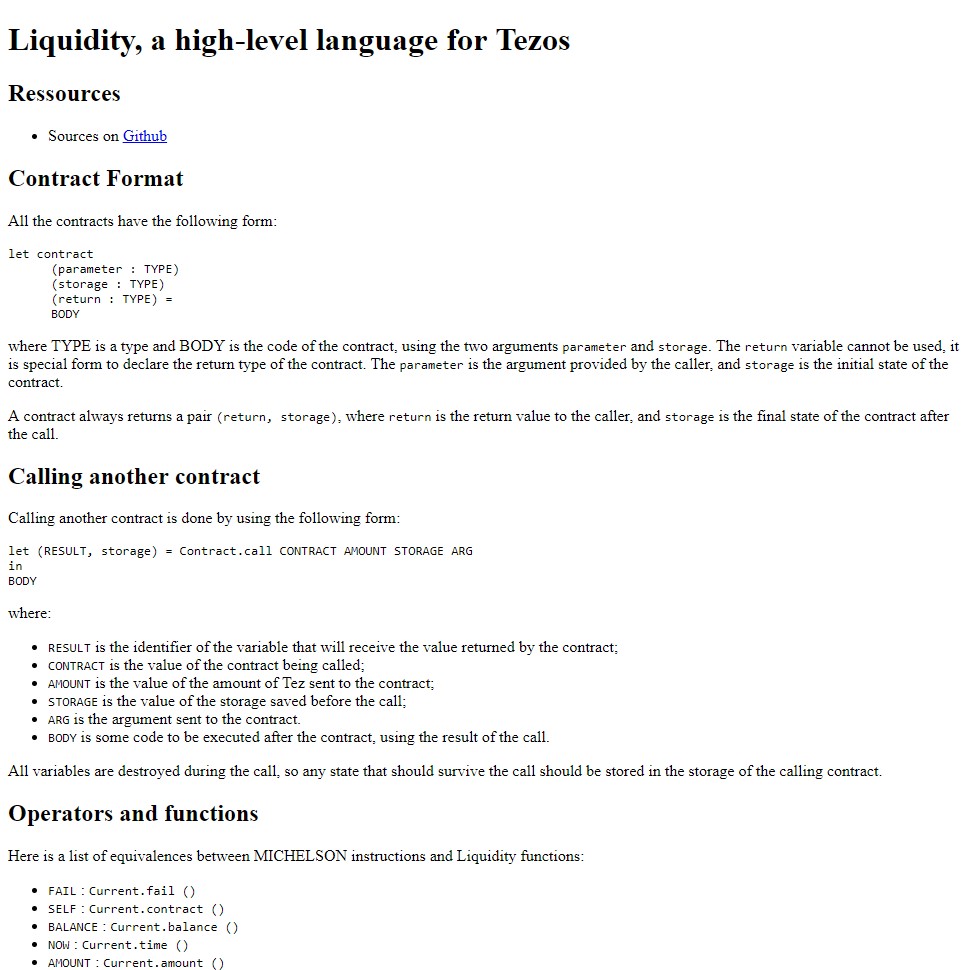 Liquidity, a high-level language for Tezos
Ressources
• Sources on Github
Contract Format
All the contracts have the following form:
let contract
      (parameter : TYPE)
      (storage : TYPE)
      (return : TYPE) =
      BODY
where TYPE is a type and BODY is the code of the contract, using the two arguments parameter and storage. The return variable cannot be used, it
is special form to declare the return type of the contract. The parameter is the argument provided by the caller, and storage is the initial state of the
contract.
A contract always returns a pair (return, storage), where return is the return value to the caller, and storage is the final state of the contract after
the call.
Calling another contract
Calling another contract is done by using the following form:
let (RESULT, storage) = Contract.call CONTRACT AMOUNT STORAGE ARG
in
BODY
where:
• RESULT is the identifier of the variable that will receive the value returned by the contract;
• CONTRACT is the value of the contract being called;
• AMOUNT is the value of the amount of Tez sent to the contract;
• STORAGE is the value of the storage saved before the call;
• ARG is the argument sent to the contract.
• BODY is some code to be executed after the contract, using the result of the call.
All variables are destroyed during the call, so any state that should survive the call should be stored in the storage of the calling contract.
Operators and functions
Here is a list of equivalences between MICHELSON instructions and Liquidity functions:
• FAIL : Current.fail ()
• SELF : Current.contract ()
• BALANCE : Current.balance ()
• NOW : Current.time ()
• AMOUNT : Current.amount ()